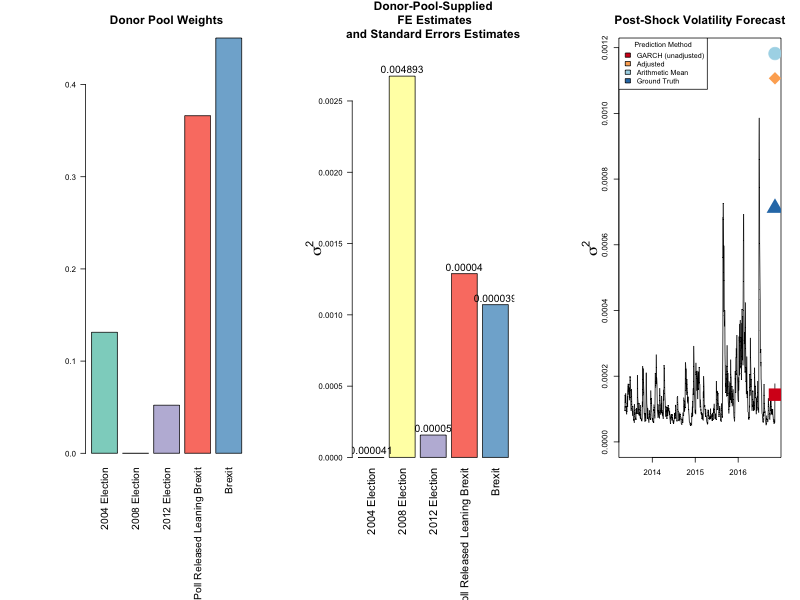 Donor Pool Weights
0.4
0.3
0.2
0.1
0.0
2004 Election
2008 Election
2012 Election
Poll Released Leaning Brexit
Brexit
Donor-Pool-Supplied
FE Estimates
and Standard Errors Estimates
σ2
0.0025
0.0020
0.0015
0.0010
0.0005
0.0000
0.000041
0.004893
0.00005
0.00004
0.000039
2004 Election
2008 Election
2012 Election
oll Released Leaning Brexit
Brexit
Post-Shock Volatility Forecast
σ2
0.0012
0.0010
0.0008
0.0006
0.0004
0.0002
0.0000
Prediction Method
GARCH (unadjusted)
Adjusted
Arithmetic Mean
Ground Truth
2014
2015
2016